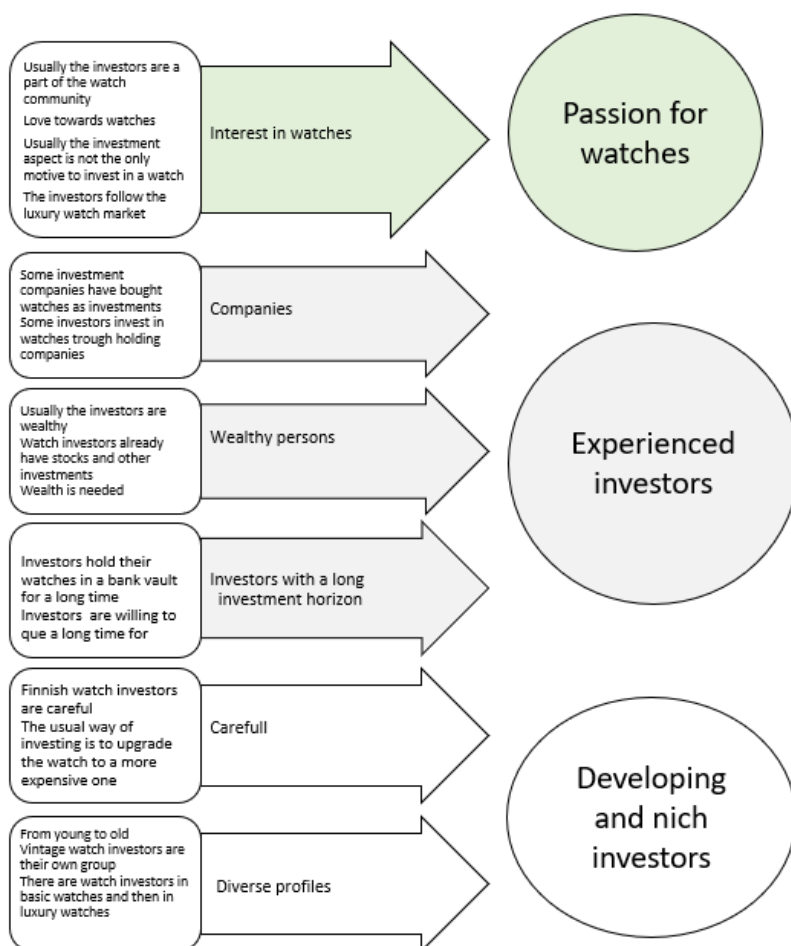 Usually the investors are a
part of the watch
community
Love towards watches
Usually the investment
aspect is not the only
motive to invest in a watch
The investors follow the
luxury watch market
Interest in watches
Passion for
watches
Some investment
companies have bought
watches as investments
Some investors invest in
watches trough holding
companies
Companies
Usually the investors are
wealthy
Watch investors already
have stocks and other
investments
Wealth is needed
Wealthy persons
Experienced
investors
Investors hold their
watches in a bank vault
for a long time
Investors are willing to
que a long time for
Investors with a long
investment horizon
Finnish watch investors
are careful
The usual way of
investing is to upgrade
the watch to a more
expensive one
Carefull
From young to old
Vintage watch investors are
their own group
There are watch investors in
basic watches and then in
luxury watches
Diverse profiles
Developing
and nich
investors